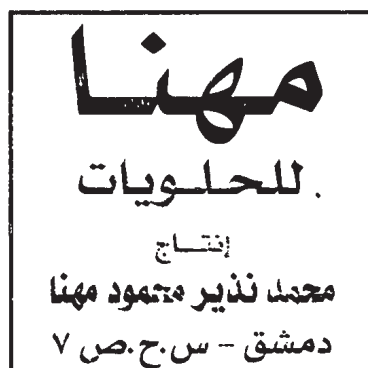 مهنا
للحلويات
إنتاج
محمد نذير محمود مهنا
دمشق - س.ح.ص ٧